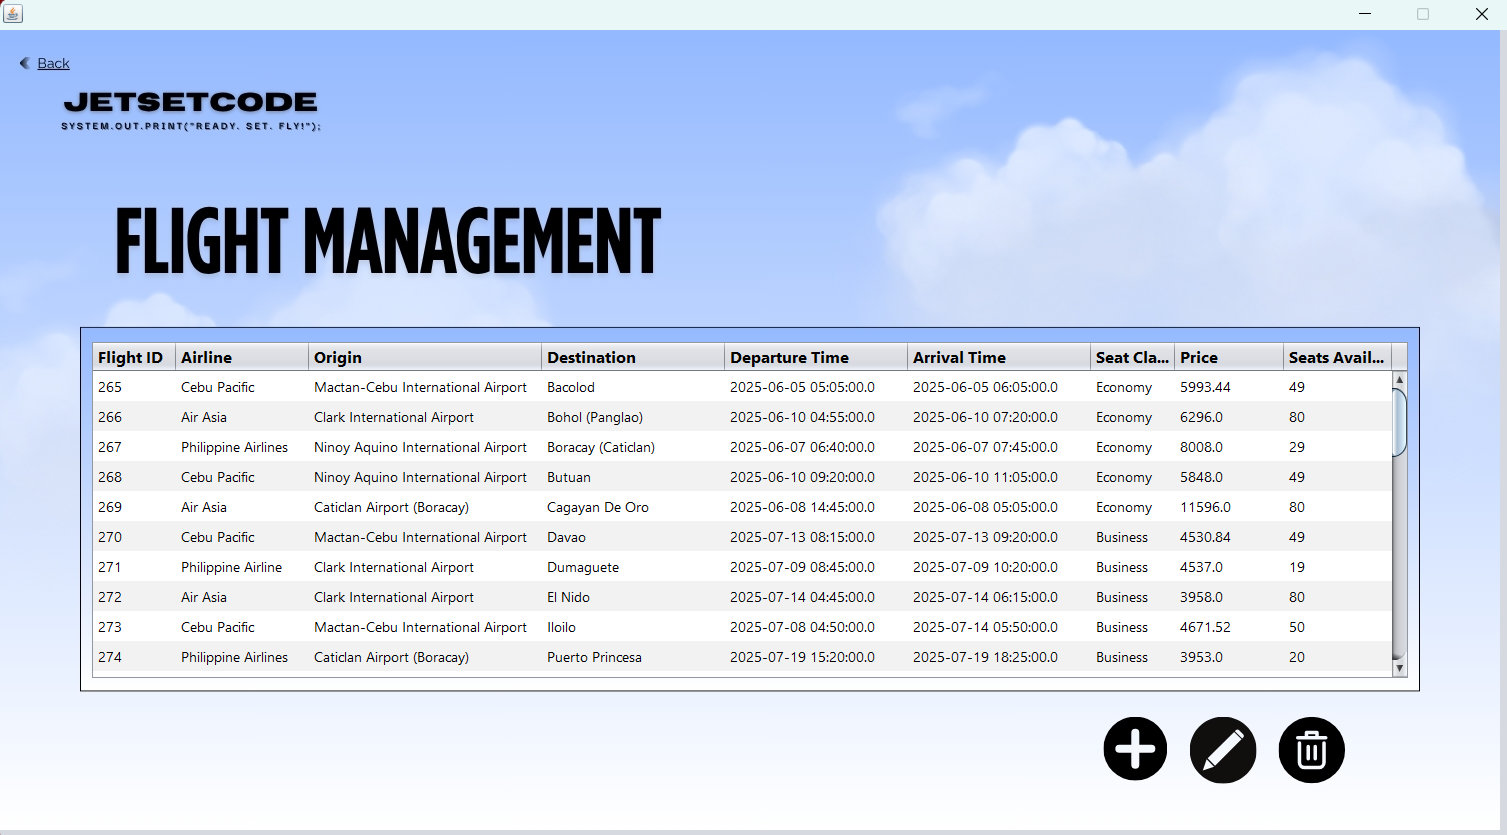 Back
JETSETCODE
SYSTEM.OUT.PRINT("READY. SET. FLY!");
FLIGHT MANAGEMENT
Flight ID Airline Origin Destination Departure Time Arrival Time Seat Cla... Price Seats Avail...
265 Cebu Pacific Mactan-Cebu International Airport Bacolod 2025-06-05 05:05:00.0 2025-06-05 06:05:00.0 Economy 5993.44 49
266 Air Asia Clark International Airport Bohol (Panglao) 2025-06-10 04:55:00.0 2025-06-10 07:20:00.0 Economy 6296.0 80
267 Philippine Airlines Ninoy Aquino International Airport Boracay (Caticlan) 2025-06-07 06:40:00.0 2025-06-07 07:45:00.0 Economy 8008.0 29
268 Cebu Pacific Ninoy Aquino International Airport Butuan 2025-06-10 09:20:00.0 2025-06-10 11:05:00.0 Economy 5848.0 49
269 Air Asia Caticlan Airport (Boracay) Cagayan De Oro 2025-06-08 14:45:00.0 2025-06-08 05:05:00.0 Economy 11596.0 80
270 Cebu Pacific Mactan-Cebu International Airport Davao 2025-07-13 08:15:00.0 2025-07-13 09:20:00.0 Business 4530.84 49
271 Philippine Airline Clark International Airport Dumaguete 2025-07-09 08:45:00.0 2025-07-09 10:20:00.0 Business 4537.0 19
272 Air Asia Clark International Airport El Nido 2025-07-14 04:45:00.0 2025-07-14 06:15:00.0 Business 3958.0 80
273 Cebu Pacific Mactan-Cebu International Airport Iloilo 2025-07-08 04:50:00.0 2025-07-14 05:50:00.0 Business 4671.52 50
274 Philippine Airlines Caticlan Airport (Boracay) Puerto Princesa 2025-07-19 15:20:00.0 2025-07-19 18:25:00.0 Business 3953.0 20